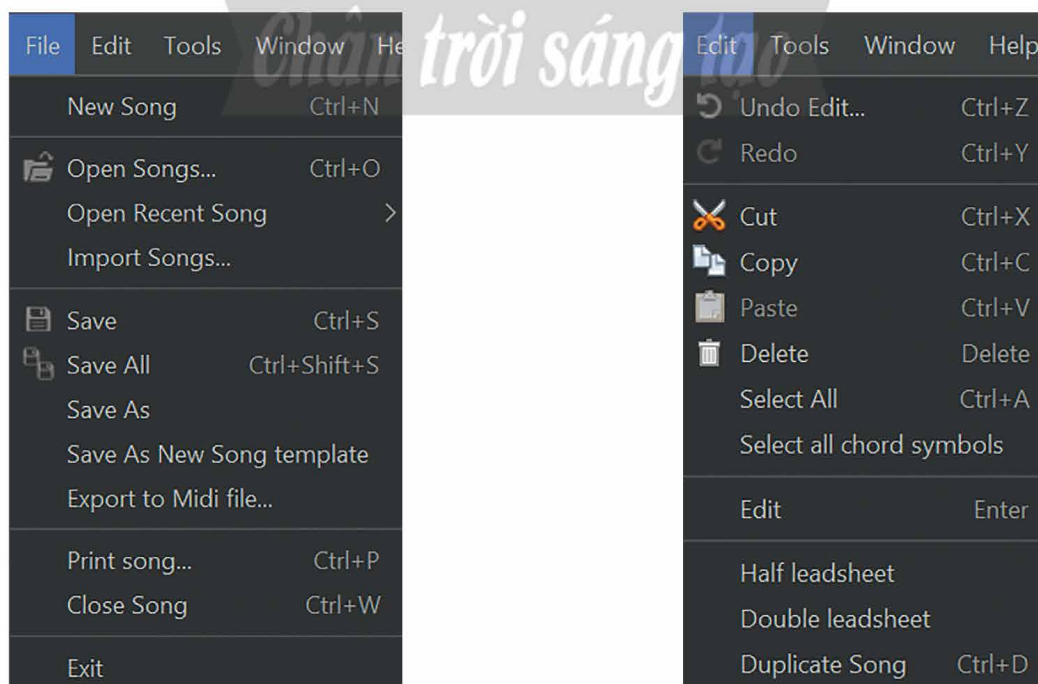 Chân trời sáng tạo
File Edit Tools Window He
New Song Ctrl+N
Open Songs... Ctrl+O
Open Recent Song
Import Songs...
Save Ctrl+S
Save All Ctrl+Shift+S
Save As
Save As New Song template
Export to Midi file...
Print song... Ctrl+P
Close Song Ctrl+W
Exit
Edit Tools Window Help
Undo Edit... Ctrl+Z
Redo Ctrl+Y
Cut Ctrl+X
Copy Ctrl+C
Paste Ctrl+V
Delete Delete
Select All Ctrl+A
Select all chord symbols
Edit Enter
Half leadsheet
Double leadsheet
Duplicate Song Ctrl+D